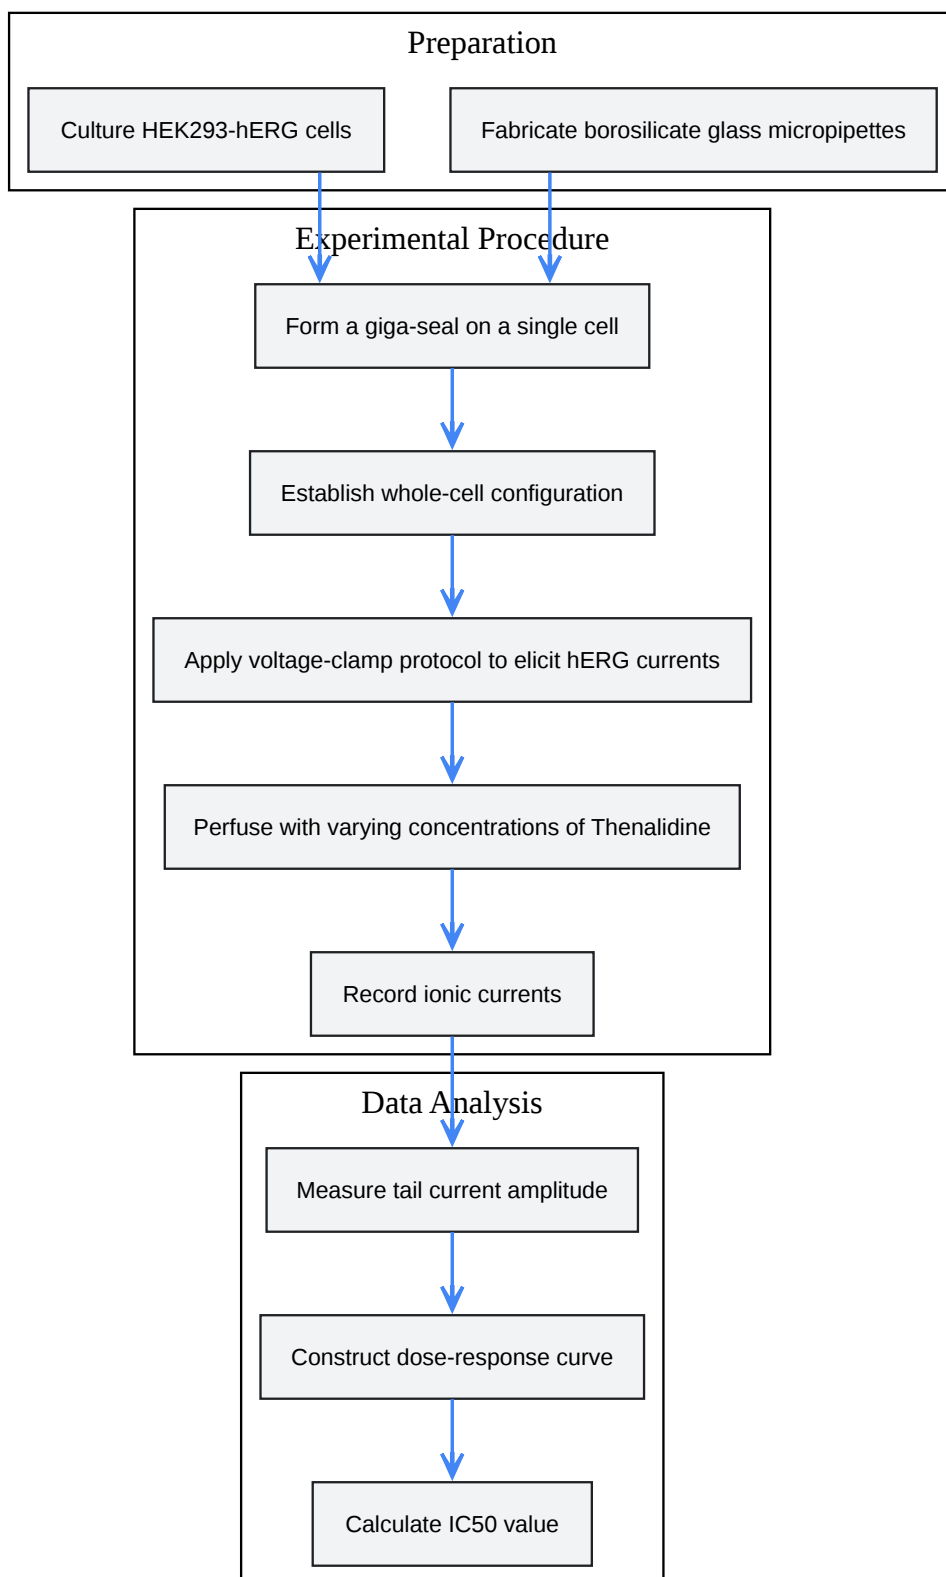 Preparation
Culture HEK293-hERG cells
Fabricate borosilicate glass micropipettes
Experimental Procedure
Form a giga-seal on a single cell
Establish whole-cell configuration
Apply voltage-clamp protocol to elicit hERG currents
Perfuse with varying concentrations of Thenalidine
Record ionic currents
Data Analysis
Measure tail current amplitude
Construct dose-response curve
Calculate IC50 value